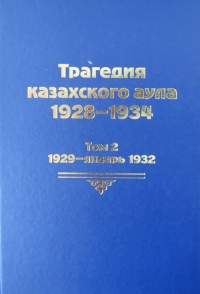 Трагедия
казахского аула
1928–1934
Том 2
1929–январь 1932